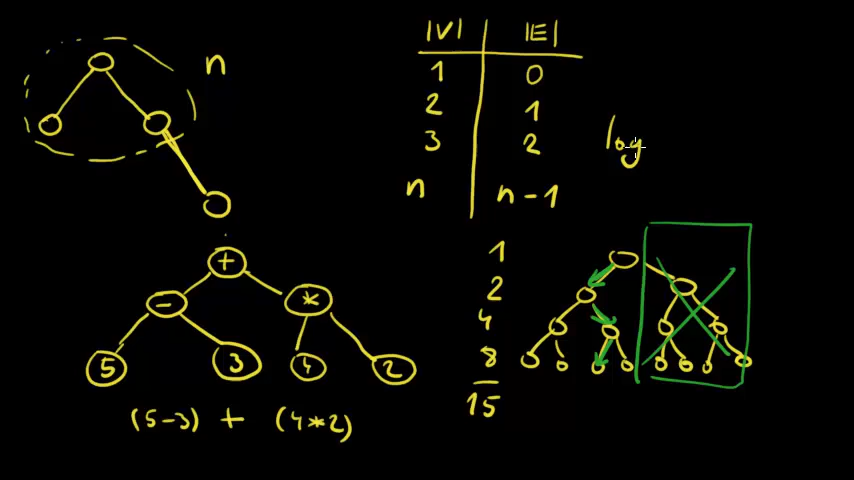 n
|V| |E|
1 0
2 1
3 2
n n-1
log
+
- *
5 3 4 2
(5-3) + (4*2)
1
2
4
8
15